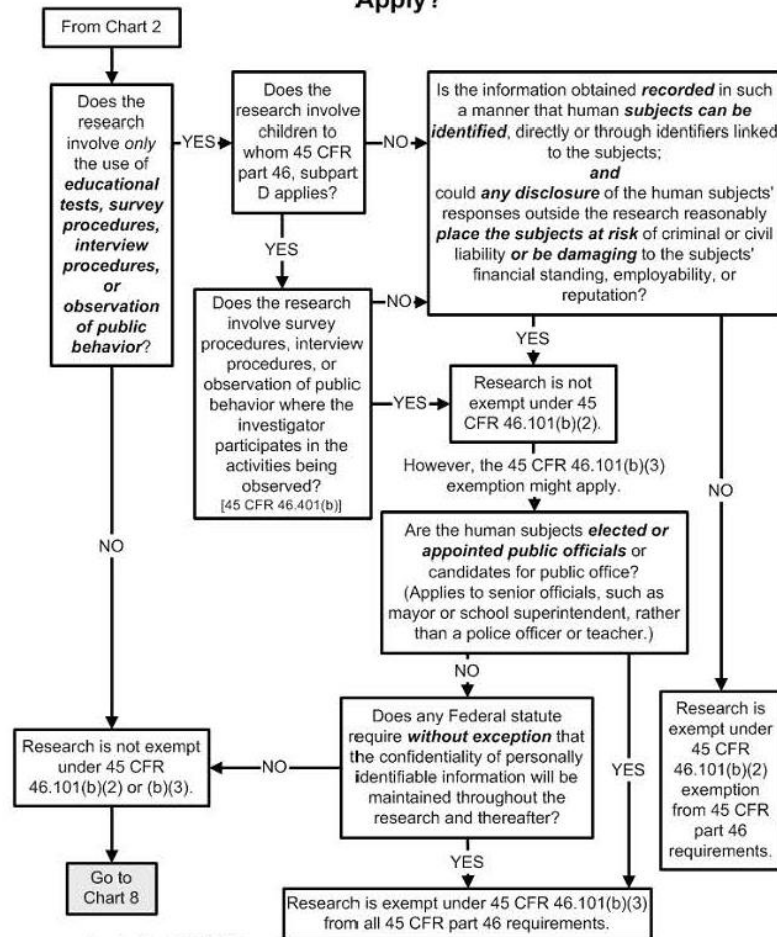 Apply?
From Chart 2
Does the
research
involve only
the use of
educational
tests, survey
procedures,
interview
procedures,
or
observation
of public
behavior?
YES
Does the
research involve
children to
whom 45 CFR
part 46, subpart
D applies?
NO
Is the information obtained recorded in such
a manner that human subjects can be
identified, directly or through identifiers linked
to the subjects;
and
could any disclosure of the human subjects'
responses outside the research reasonably
place the subjects at risk of criminal or civil
liability or be damaging to the subjects'
financial standing, employability, or
reputation?
YES
Does the research
involve survey
procedures, interview
procedures, or
observation of public
behavior where the
investigator
participates in the
activities being
observed?
[45 CFR 46.401(b)]
NO
YES
YES
Research is not
exempt under 45
CFR 46.101(b)(2).
However, the 45 CFR 46.101(b)(3)
exemption might apply.
NO
NO
Are the human subjects elected or
appointed public officials or
candidates for public office?
(Applies to senior officials, such as
mayor or school superintendent, rather
than a police officer or teacher.)
NO
YES
Does any Federal statute
require without exception that
the confidentiality of personally
identifiable information will be
maintained throughout the
research and thereafter?
NO
Research is not exempt
under 45 CFR
46.101(b)(2) or (b)(3).
Research is
exempt under
45 CFR
46.101(b)(2)
exemption
from 45 CFR
part 46
requirements.
YES
Go to
Chart 8
Research is exempt under 45 CFR 46.101(b)(3)
from all 45 CFR part 46 requirements.